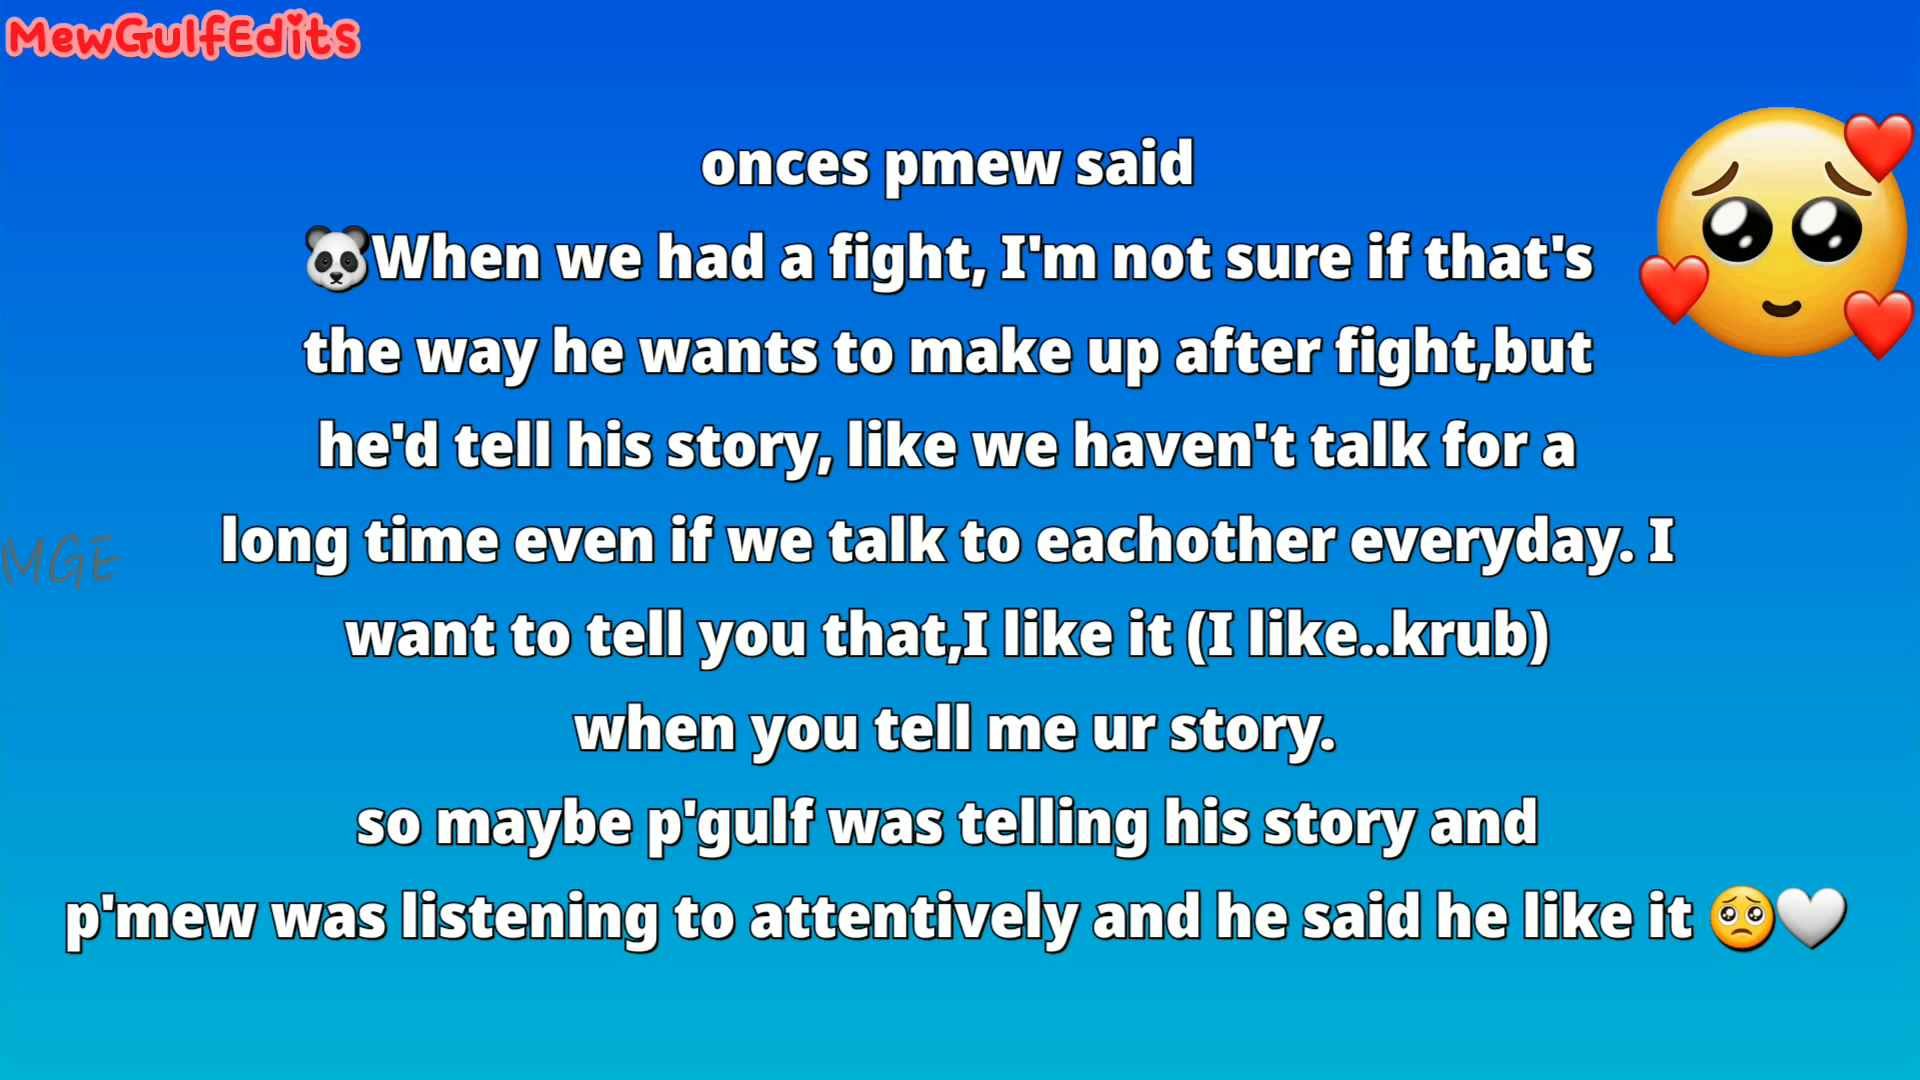 MewGulfEdits
onces pmew said
🐼When we had a fight, I'm not sure if that's
the way he wants to make up after fight,but
he'd tell his story, like we haven't talk for a
long time even if we talk to eachother everyday. I
MGE
want to tell you that,I like it (I like..krub)
when you tell me ur story.
so maybe p'gulf was telling his story and
p'mew was listening to attentively and he said he like it 🥺🤍